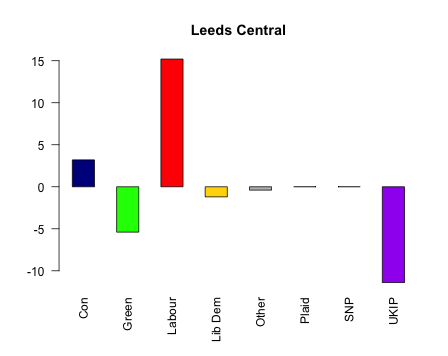 Leeds Central
15
10
5
0
-5
-10
Con
Green
Labour
Lib Dem
Other
Plaid
SNP
UKIP